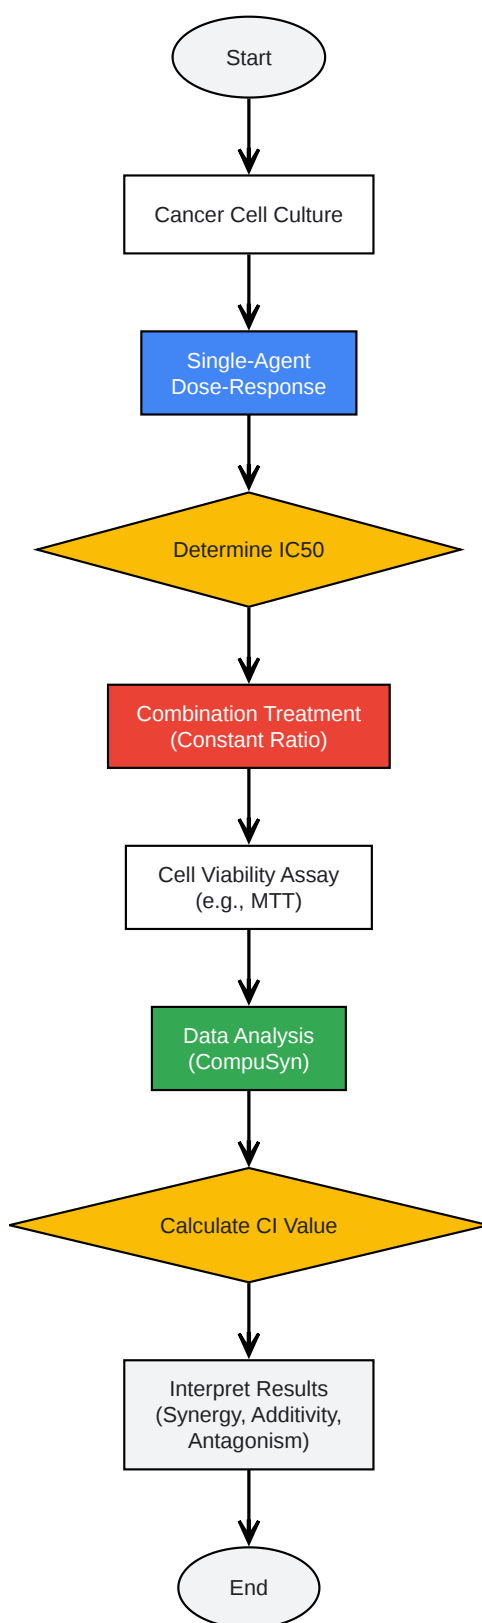 Start
Cancer Cell Culture
Single-Agent
Dose-Response
Determine IC50
Combination Treatment
(Constant Ratio)
Cell Viability Assay
(e.g., MTT)
Data Analysis
(CompuSyn)
Calculate CI Value
Interpret Results
(Synergy, Additivity,
Antagonism)
End